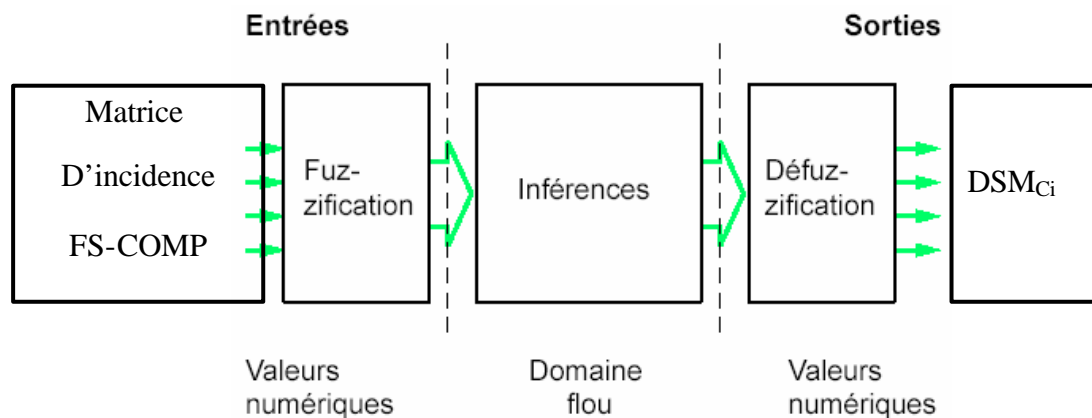 Entrées
Sorties
Matrice
D'incidence
FS-COMP
Fuz-
zification
Inférences
Défuz-
zification
DSMCi
Valeurs
numériques
Domaine
flou
Valeurs
numériques